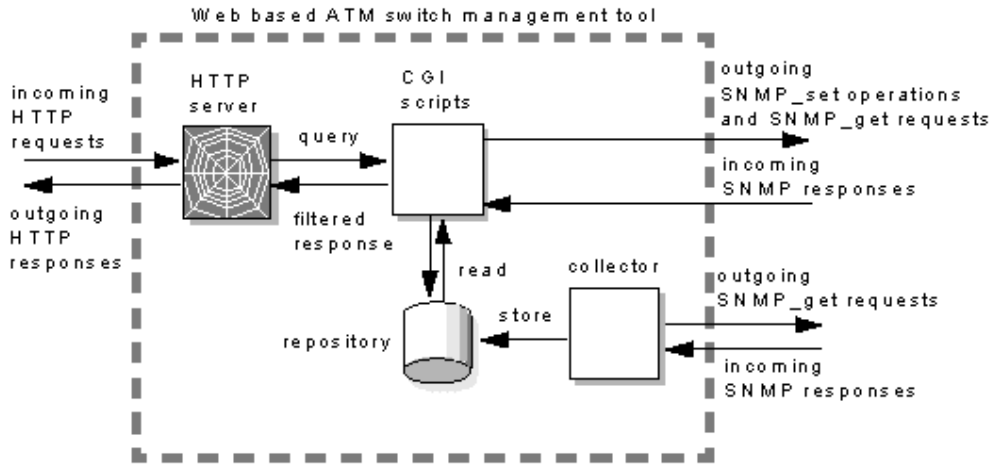 Web based ATM switch management tool
incoming
HTTP
requests
outgoing
HTTP
responses
HTTP
server
query
filtered
response
CGI
scripts
outgoing
SNMP_set operations
and SNMP_get requests
incoming
SNMP responses
read
repository
store
collector
outgoing
SNMP_get requests
incoming
SNMP responses